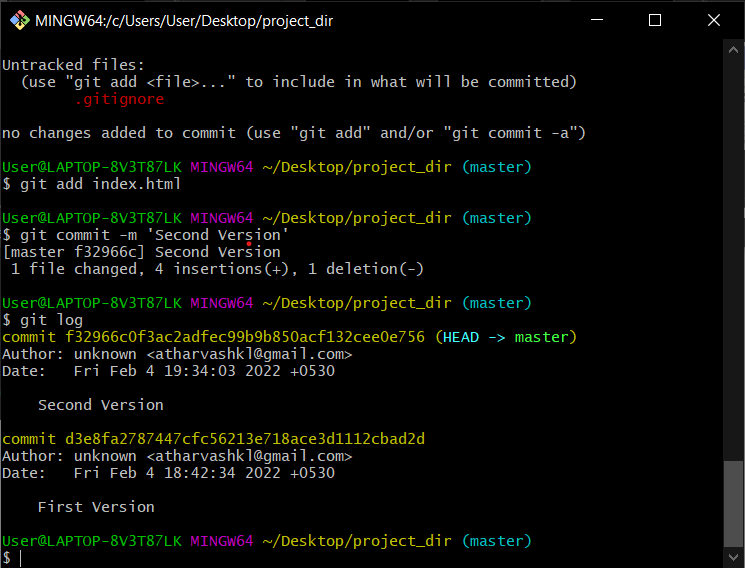 MINGW64:/c/Users/User/Desktop/project_dir
Untracked files:
  (use "git add <file>..." to include in what will be committed)
        .gitignore
no changes added to commit (use "git add" and/or "git commit -a")
User@LAPTOP-8V3T87LK MINGW64 ~/Desktop/project_dir (master)
$ git add index.html
User@LAPTOP-8V3T87LK MINGW64 ~/Desktop/project_dir (master)
$ git commit -m 'Second Version'
[master f32966c] Second Version
 1 file changed, 4 insertions(+), 1 deletion(-)
User@LAPTOP-8V3T87LK MINGW64 ~/Desktop/project_dir (master)
$ git log
commit f32966c0f3ac2adfec99b9b850acf132cee0e756 (HEAD -> master)
Author: unknown <atharvashkl@gmail.com>
Date:   Fri Feb 4 19:34:03 2022 +0530
    Second Version
commit d3e8fa2787447cfc56213e718ace3d1112cbad2d
Author: unknown <atharvashkl@gmail.com>
Date:   Fri Feb 4 18:42:34 2022 +0530
    First Version
User@LAPTOP-8V3T87LK MINGW64 ~/Desktop/project_dir (master)
$